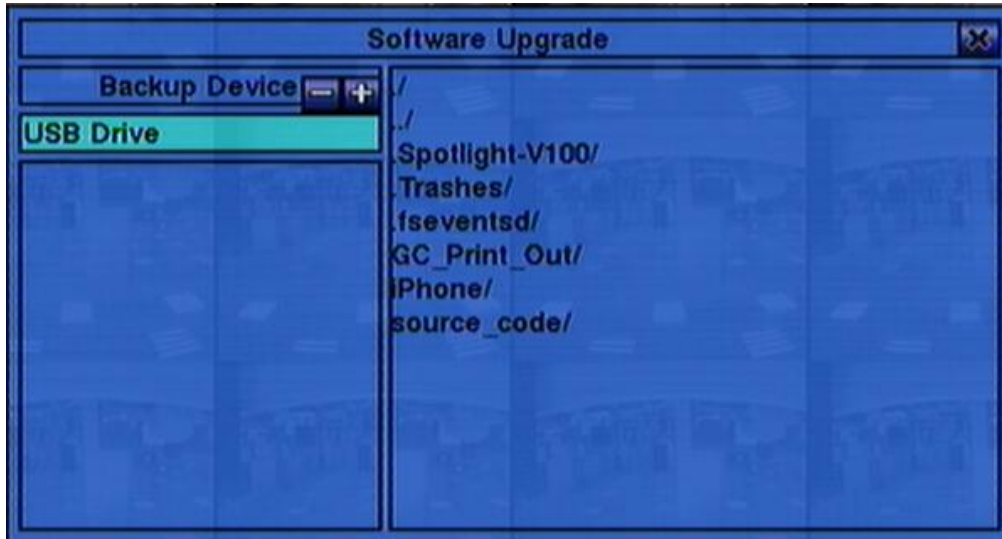 Software Upgrade
Backup Device
USB Drive
./
../
.Spotlight-V100/
.Trashes/
.fseventsd/
GC_Print_Out/
iPhone/
source_code/